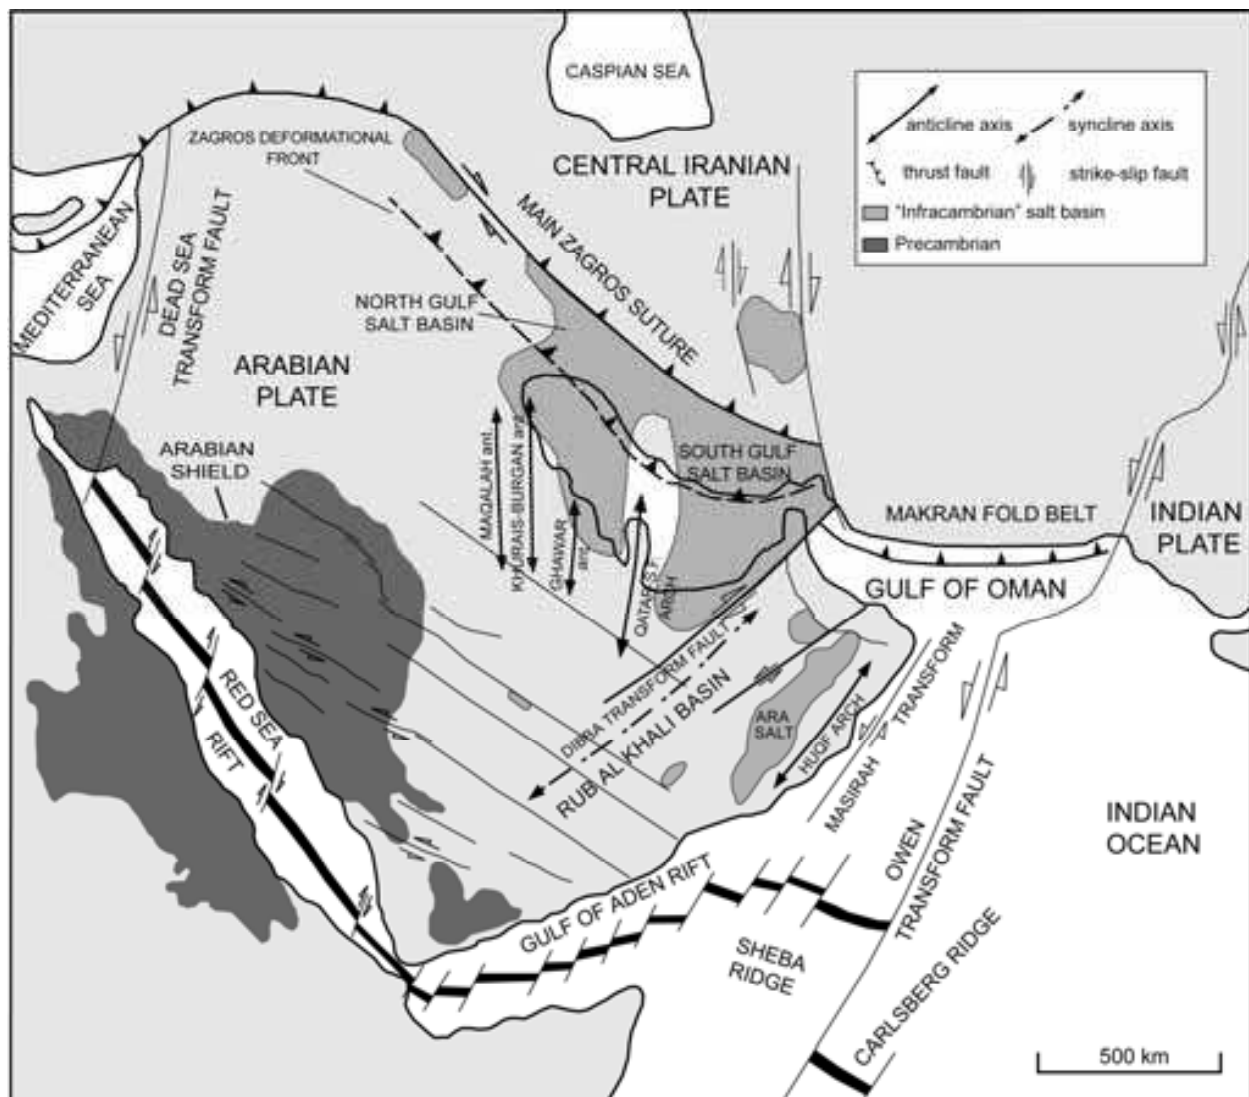 CASPIAN SEA
anticline axis
syncline axis
thrust fault
strike-slip fault
"Infracambrian" salt basin
Precambrian
ZAGROS DEFORMATIONAL
FRONT
CENTRAL IRANIAN
PLATE
MAIN ZAGROS SUTURE
MEDITERRANEAN
SEA
DEAD SEA
TRANSFORM FAULT
NORTH GULF
SALT BASIN
ARABIAN
PLATE
ARABIAN
SHIELD
MAQALAH ant.
KHURAIS-BURGAN ant.
GHAWAR
ant.
QATAR S.F.
ARCH
SOUTH GULF
SALT BASIN
MAKRAN FOLD BELT
INDIAN
PLATE
GULF OF OMAN
DIBBA TRANSFORM FAULT
RUB AL KHALI BASIN
ARA
SALT
HUQF ARCH
MASIRAH TRANSFORM
RED SEA
RIFT
OWEN
TRANSFORM FAULT
INDIAN
OCEAN
GULF OF ADEN RIFT
SHEBA
RIDGE
CARLSBERG RIDGE
500 km